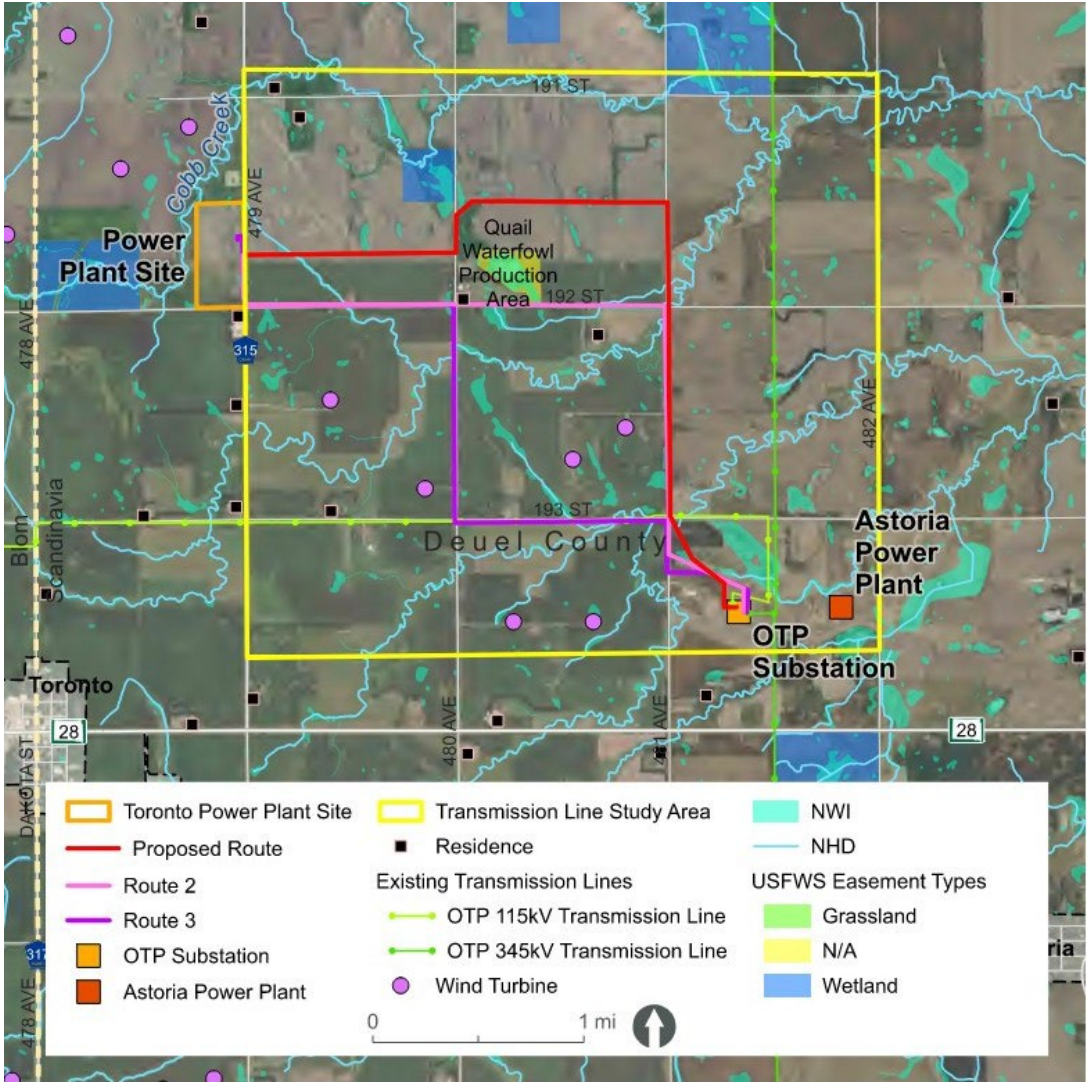 191 ST
Cobb Creek
479 AVE
Power
Plant Site
Quail
Waterfowl
Production
Area
192 ST
478 AVE
315
482 AVE
193 ST
Deuel County
Blom
Scandinavia
Astoria
Power
Plant
OTP
Substation
Toronto
28
480 AVE
481 AVE
28
DAKOTA ST
Toronto Power Plant Site
Proposed Route
Route 2
Route 3
OTP Substation
Astoria Power Plant
Transmission Line Study Area
Residence
Existing Transmission Lines
OTP 115kV Transmission Line
OTP 345kV Transmission Line
Wind Turbine
NWI
NHD
USFWS Easement Types
Grassland
N/A
Wetland
317
478 AVE
ria
0 1 mi